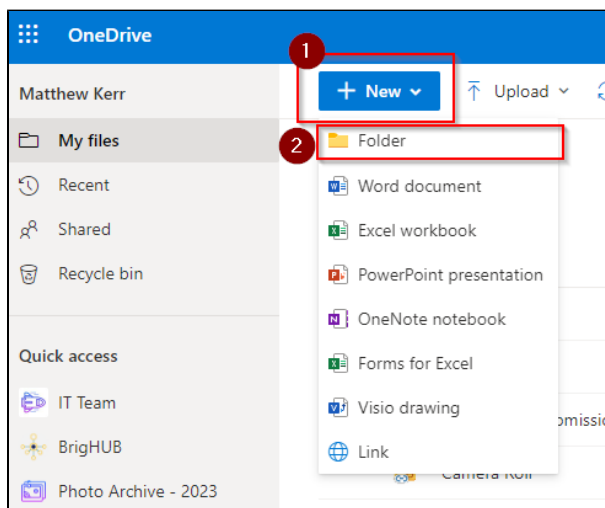 OneDrive
1
Matthew Kerr
+ New
Upload
My files
2
Folder
Recent
Word document
Shared
Excel workbook
Recycle bin
PowerPoint presentation
OneNote notebook
Quick access
Forms for Excel
IT Team
Visio drawing
BrigHUB
Link
Camera Roll
Photo Archive - 2023